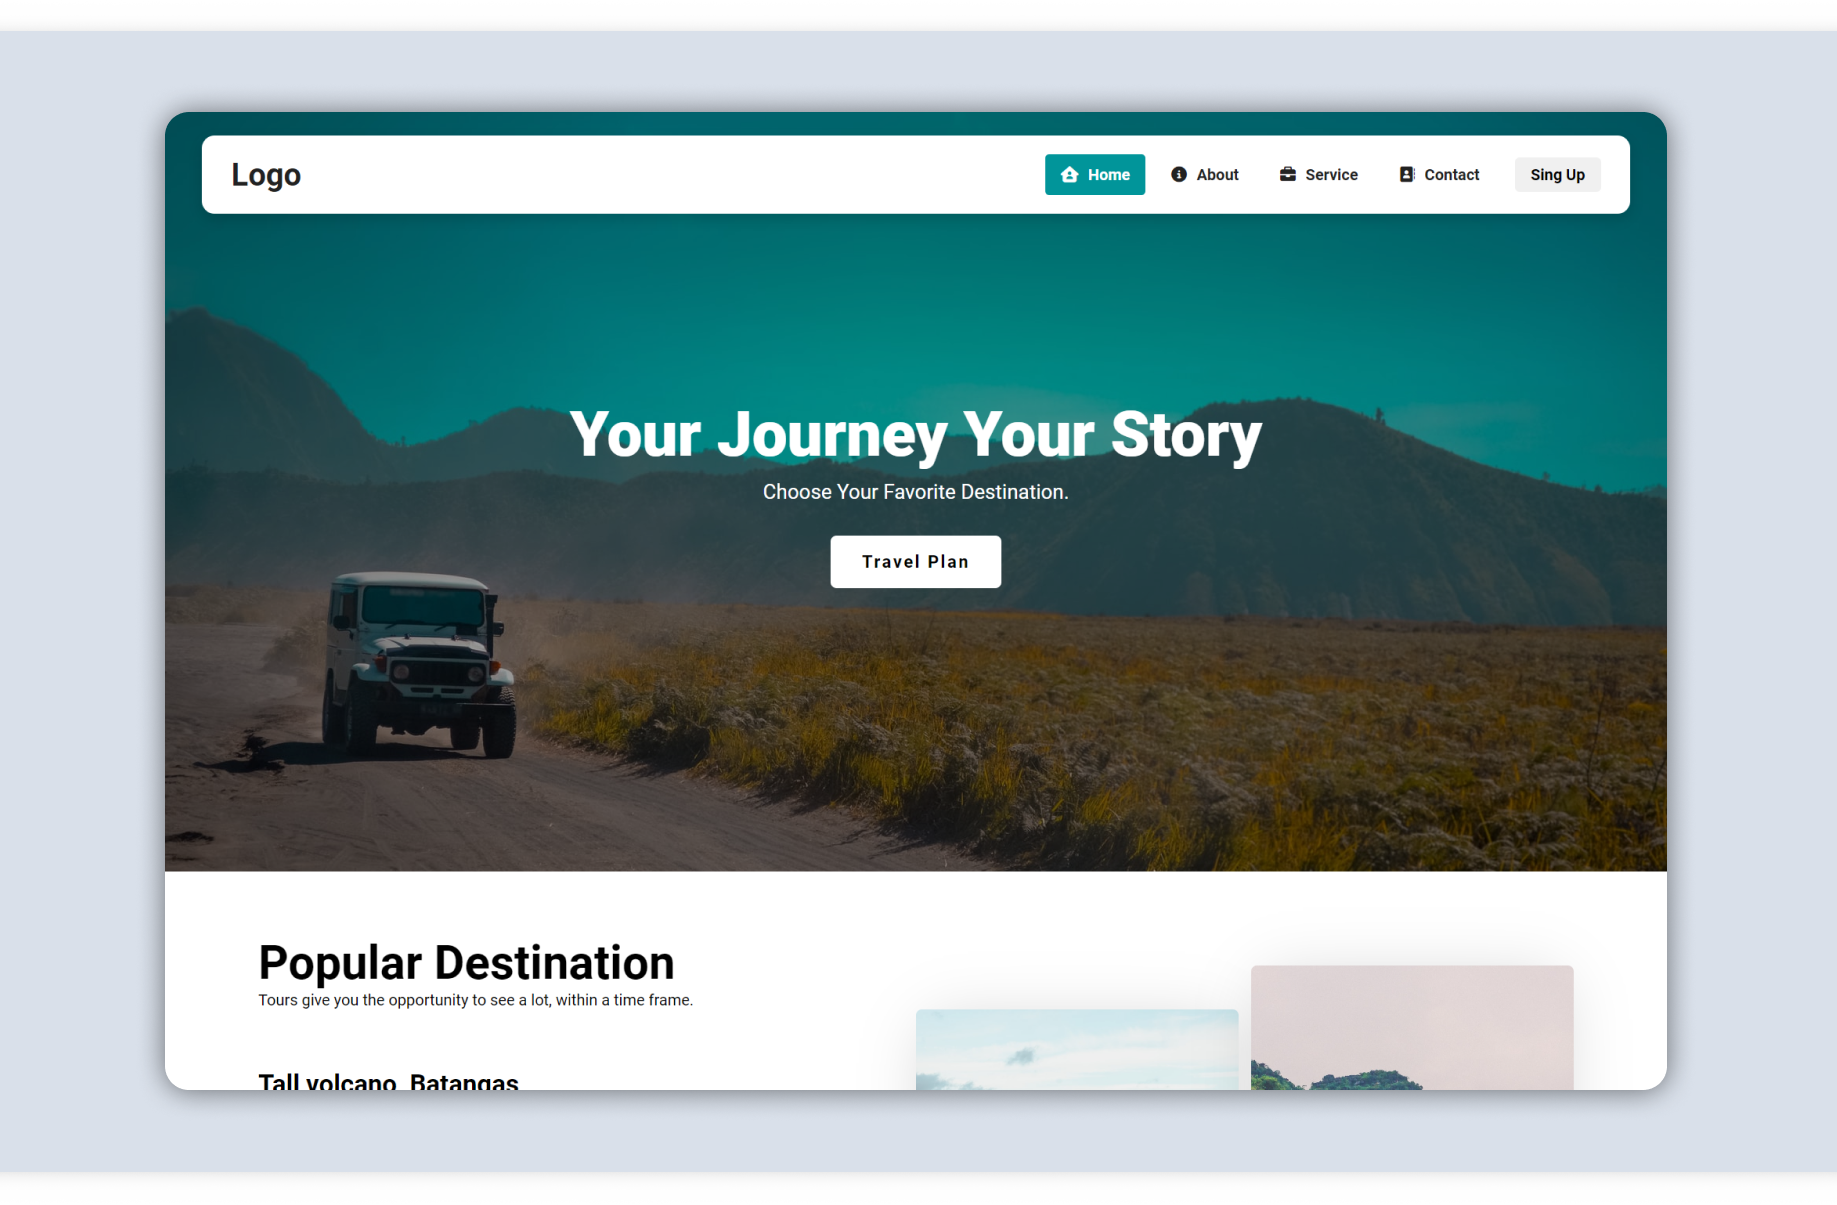 Logo
Home
About
Service
Contact
Sing Up
Your Journey Your Story
Choose Your Favorite Destination.
Travel Plan
Popular Destination
Tours give you the opportunity to see a lot, within a time frame.
Tall volcano, Batangas